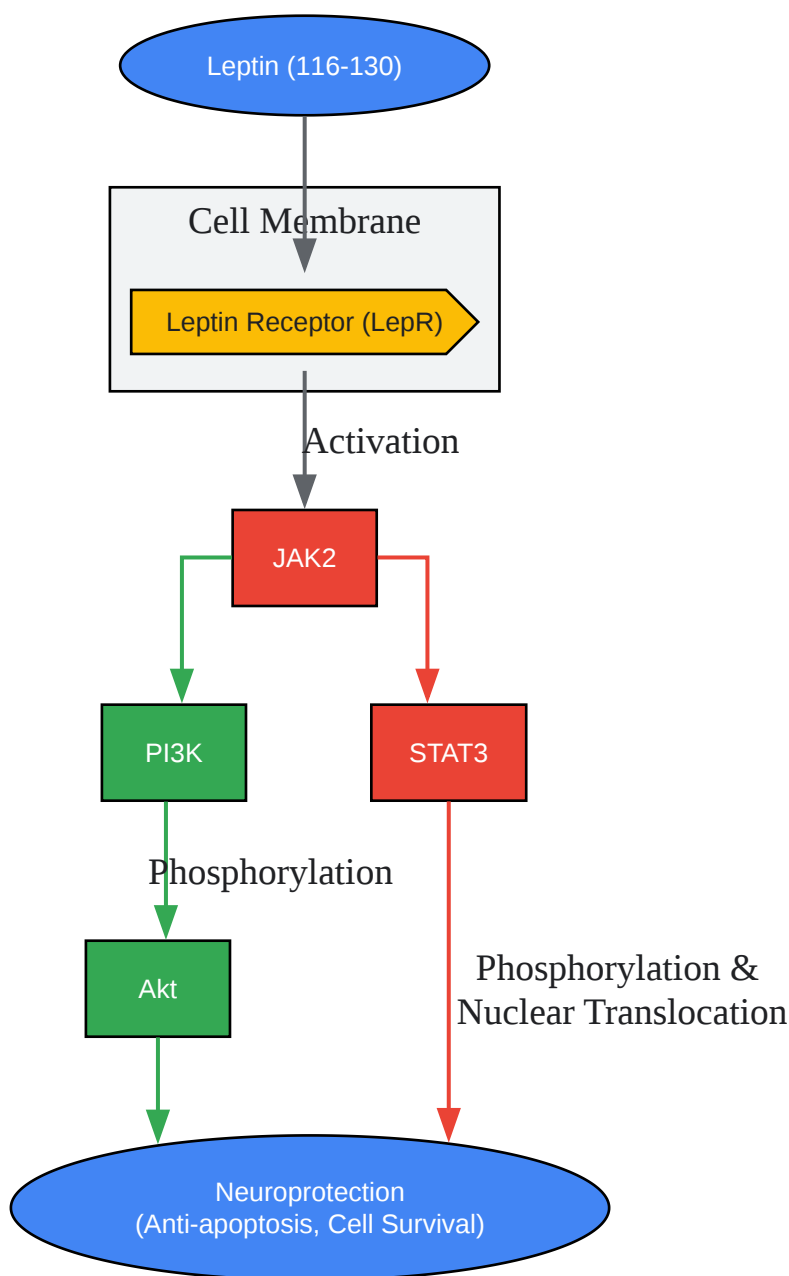 Leptin (116-130)
Cell Membrane
Leptin Receptor (LepR)
Activation
JAK2
PI3K
STAT3
Phosphorylation
Phosphorylation &
Nuclear Translocation
Akt
Neuroprotection
(Anti-apoptosis, Cell Survival)